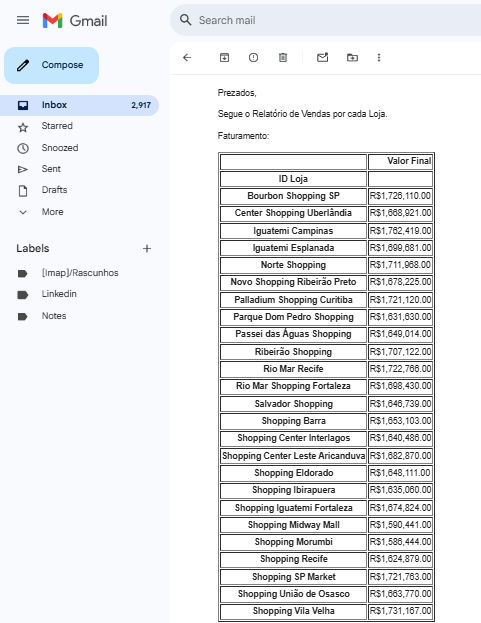 Gmail
Search mail
Compose
Inbox 2,917
Starred
Snoozed
Sent
Drafts
More
Labels
[Imap]/Rascunhos
Linkedin
Notes
Prezados,
Segue o Relatório de Vendas por cada Loja.
Faturamento:
Valor Final
ID Loja
Bourbon Shopping SP R$1,726,110.00
Center Shopping Uberlândia R$1,668,921.00
Iguatemi Campinas R$1,762,419.00
Iguatemi Esplanada R$1,699,681.00
Norte Shopping R$1,711,968.00
Novo Shopping Ribeirão Preto R$1,678,225.00
Palladium Shopping Curitiba R$1,721,120.00
Parque Dom Pedro Shopping R$1,631,630.00
Passei das Águas Shopping R$1,649,014.00
Ribeirão Shopping R$1,707,122.00
Rio Mar Recife R$1,722,766.00
Rio Mar Shopping Fortaleza R$1,698,430.00
Salvador Shopping R$1,646,739.00
Shopping Barra R$1,653,103.00
Shopping Center Interlagos R$1,640,486.00
Shopping Center Leste Aricanduva R$1,682,870.00
Shopping Eldorado R$1,648,111.00
Shopping Ibirapuera R$1,635,060.00
Shopping Iguatemi Fortaleza R$1,674,824.00
Shopping Midway Mall R$1,590,441.00
Shopping Morumbi R$1,586,444.00
Shopping Recife R$1,624,879.00
Shopping SP Market R$1,721,763.00
Shopping União de Osasco R$1,663,770.00
Shopping Vila Velha R$1,731,167.00